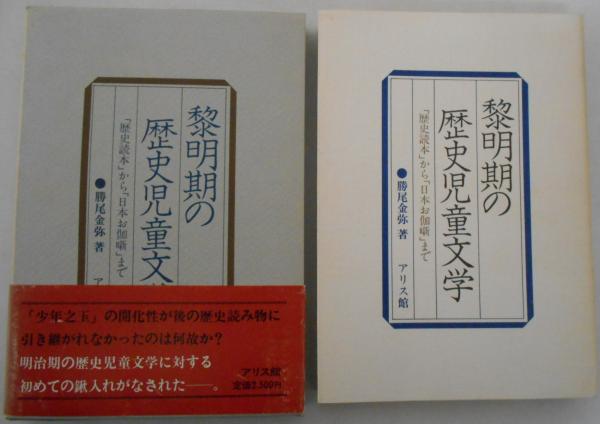 黎明期の
歴史児童文学
「歴史読本」から「日本お伽噺」まで
●勝尾金弥 著
ア
「少年之玉」の開化性が後の歴史読み物に
引き継がれなかったのは何故か?
明治期の歴史児童文学に対する
初めての鍬入れがなされた――。
アリス館
定価2,500円
黎明期の
歴史児童文学
「歴史読本」から「日本お伽噺」まで
●勝尾金弥 著
アリス館